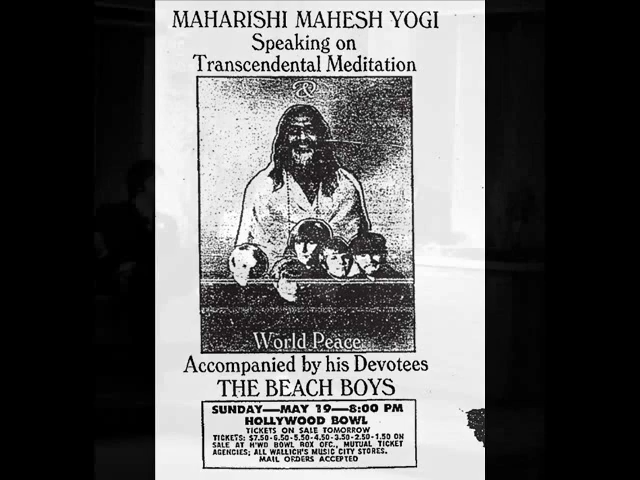 MAHARISHI MAHESH YOGI
Speaking on
Transcendental Meditation
World Peace
Accompanied by his Devotees
THE BEACH BOYS
SUNDAY—MAY 19—8:00 PM
HOLLYWOOD BOWL
TICKETS ON SALE TOMORROW
TICKETS: $7.50-6.50-5.50-4.50-3.50-2.50-1.50 ON
SALE AT H'WD BOWL BOX OFC., MUTUAL TICKET
AGENCIES; ALL WALLICH'S MUSIC CITY STORES.
MAIL ORDERS ACCEPTED